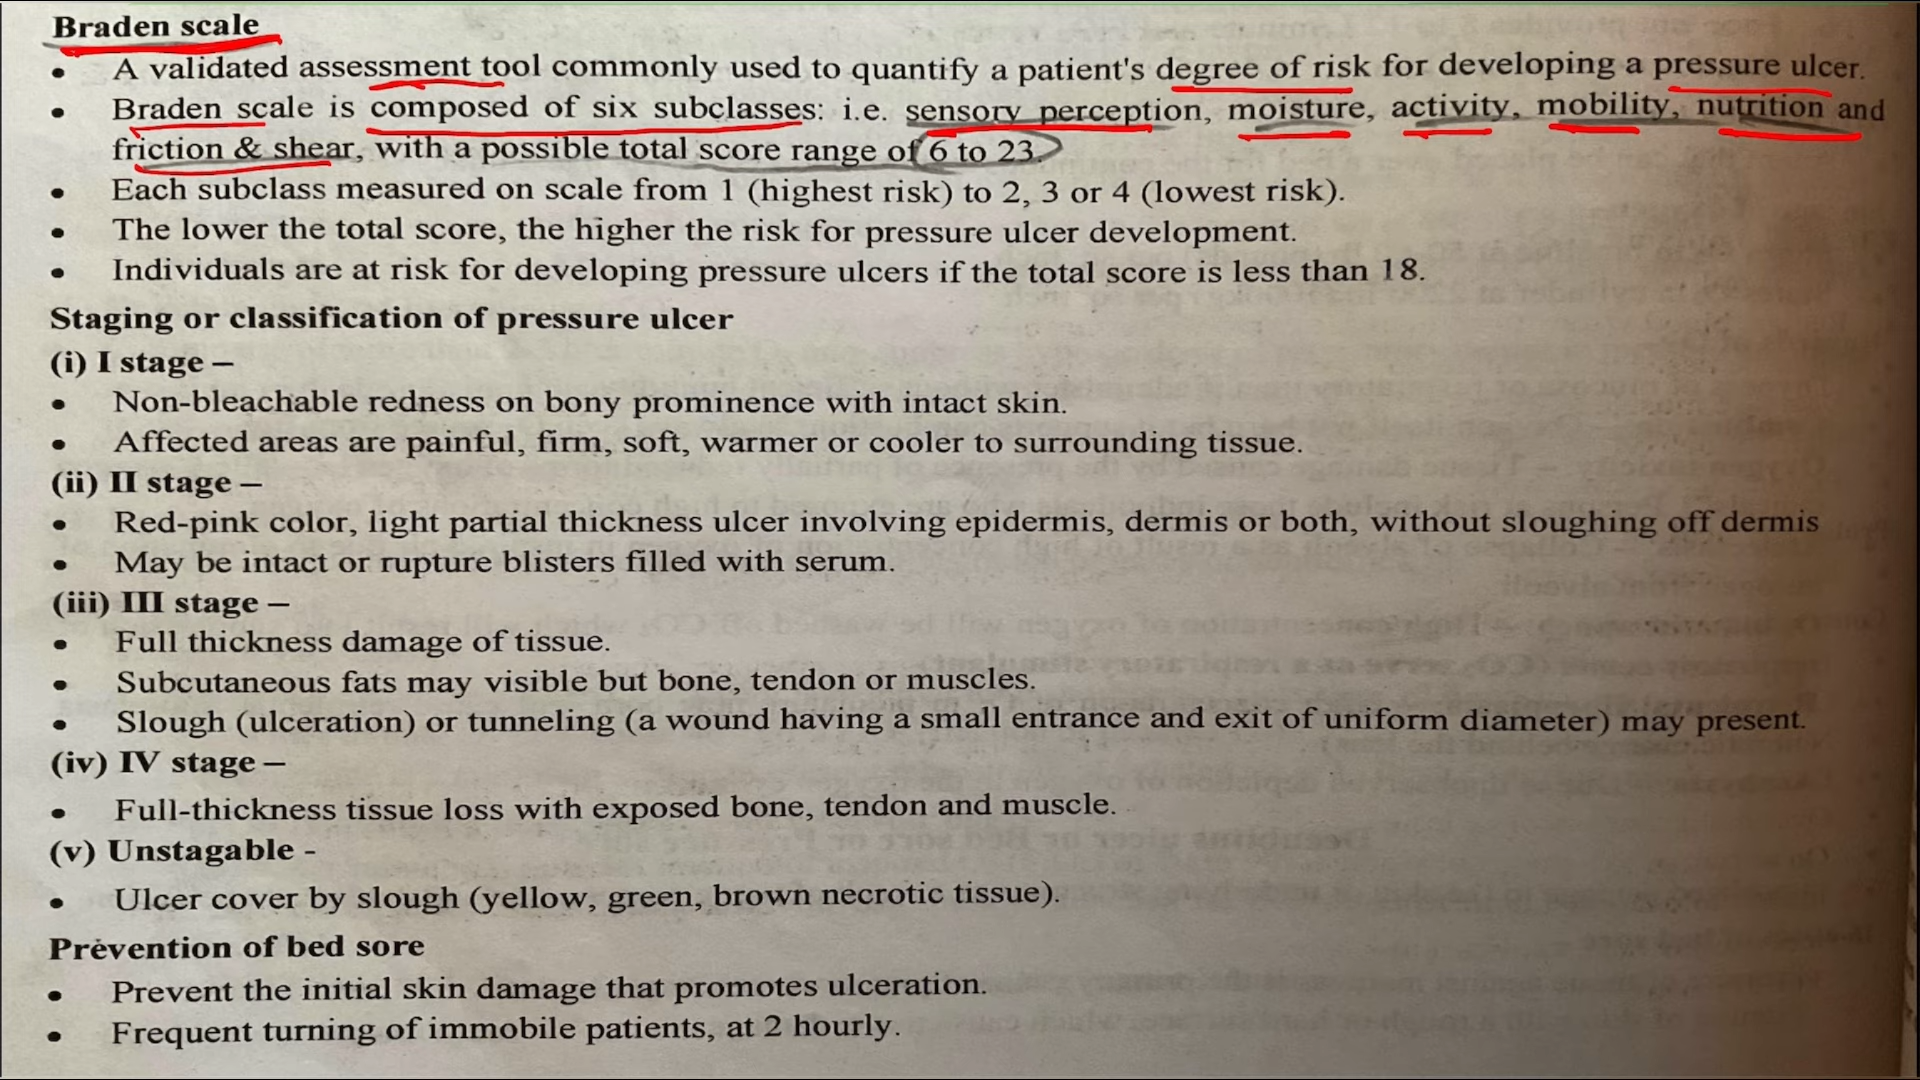 Braden scale
• A validated assessment tool commonly used to quantify a patient's degree of risk for developing a pressure ulcer.
• Braden scale is composed of six subclasses: i.e. sensory perception, moisture, activity, mobility, nutrition and
friction & shear, with a possible total score range of 6 to 23.
• Each subclass measured on scale from 1 (highest risk) to 2, 3 or 4 (lowest risk).
• The lower the total score, the higher the risk for pressure ulcer development.
• Individuals are at risk for developing pressure ulcers if the total score is less than 18.
Staging or classification of pressure ulcer
(i) I stage –
• Non-bleachable redness on bony prominence with intact skin.
• Affected areas are painful, firm, soft, warmer or cooler to surrounding tissue.
(ii) II stage –
• Red-pink color, light partial thickness ulcer involving epidermis, dermis or both, without sloughing off dermis
• May be intact or rupture blisters filled with serum.
(iii) III stage –
• Full thickness damage of tissue.
• Subcutaneous fats may visible but bone, tendon or muscles.
• Slough (ulceration) or tunneling (a wound having a small entrance and exit of uniform diameter) may present.
(iv) IV stage –
• Full-thickness tissue loss with exposed bone, tendon and muscle.
(v) Unstagable -
• Ulcer cover by slough (yellow, green, brown necrotic tissue).
Prevention of bed sore
• Prevent the initial skin damage that promotes ulceration.
• Frequent turning of immobile patients, at 2 hourly.